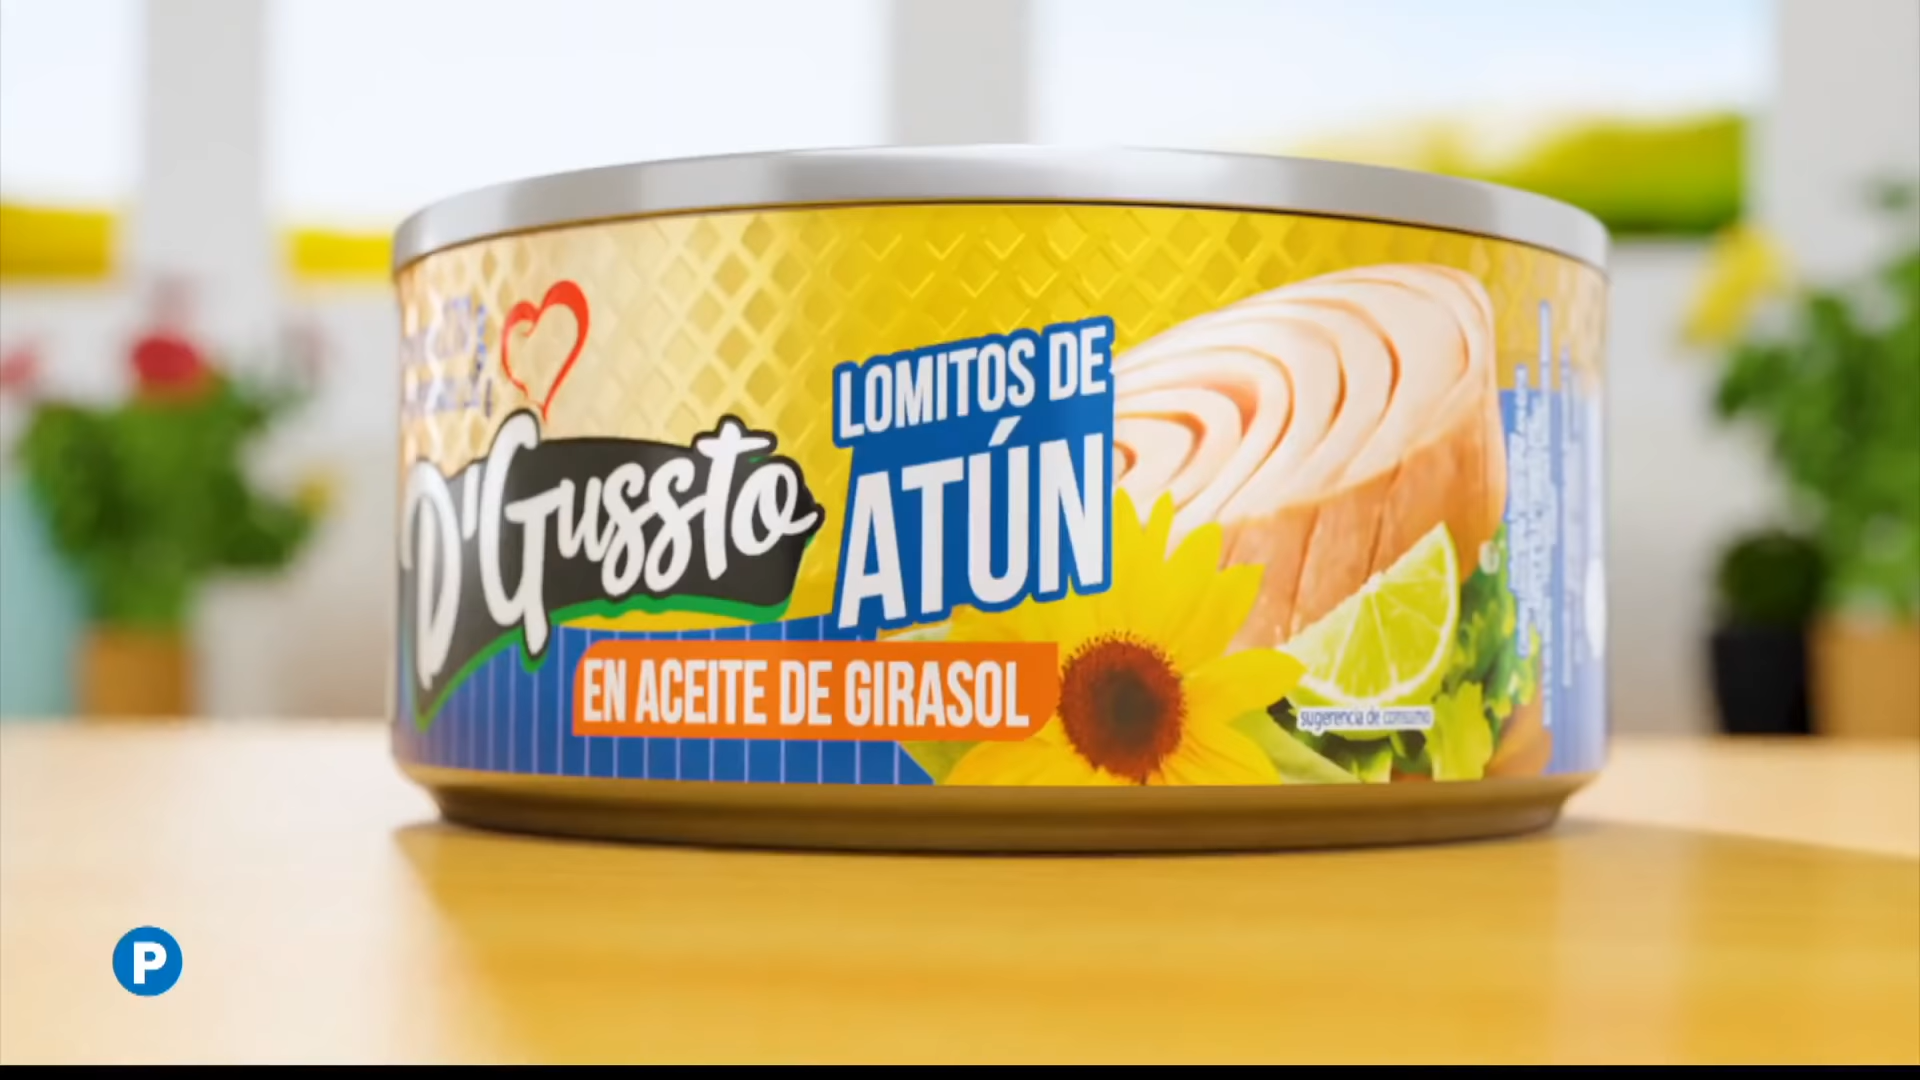 D'Gussto
LOMITOS DE
ATÚN
EN ACEITE DE GIRASOL
sugerencia de consumo
P